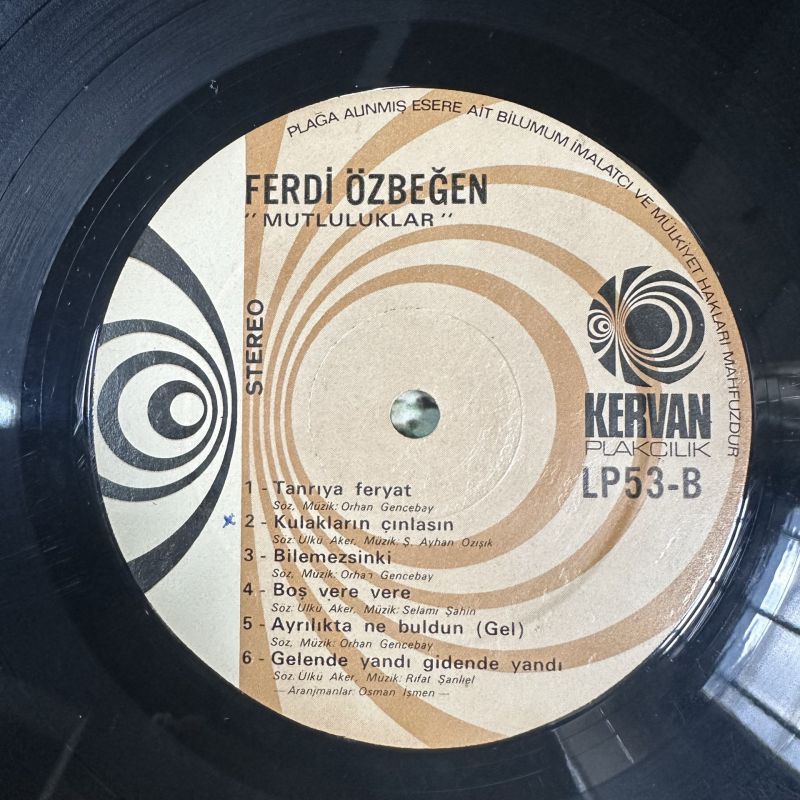 PLAĞA ALINMIŞ ESERE AİT BİLUMUM İMALATCI VE MÜLKİYET HAKLARI MAHFUZDUR
FERDİ ÖZBEĞEN
"MUTLULUKLAR"
STEREO
KERVAN
PLAKÇILIK
LP53-B
1 - Tanrıya feryat
Söz, Müzik: Orhan Gencebay
2 - Kulakların çınlasın
Söz: Ülkü Aker, Müzik: Ş. Ayhan Özışık
3 - Bilemezsinki
Söz, Müzik: Orhan Gencebay
4 - Boş vere vere
Söz: Ülkü Aker, Müzik: Selami Şahin
5 - Ayrılıkta ne buldun (Gel)
Söz, Müzik: Orhan Gencebay
6 - Gelende yandı gidende yandı
Söz: Ülkü Aker, Müzik: Rıfat Şanlıel
— Aranjmanlar: Osman İşmen —